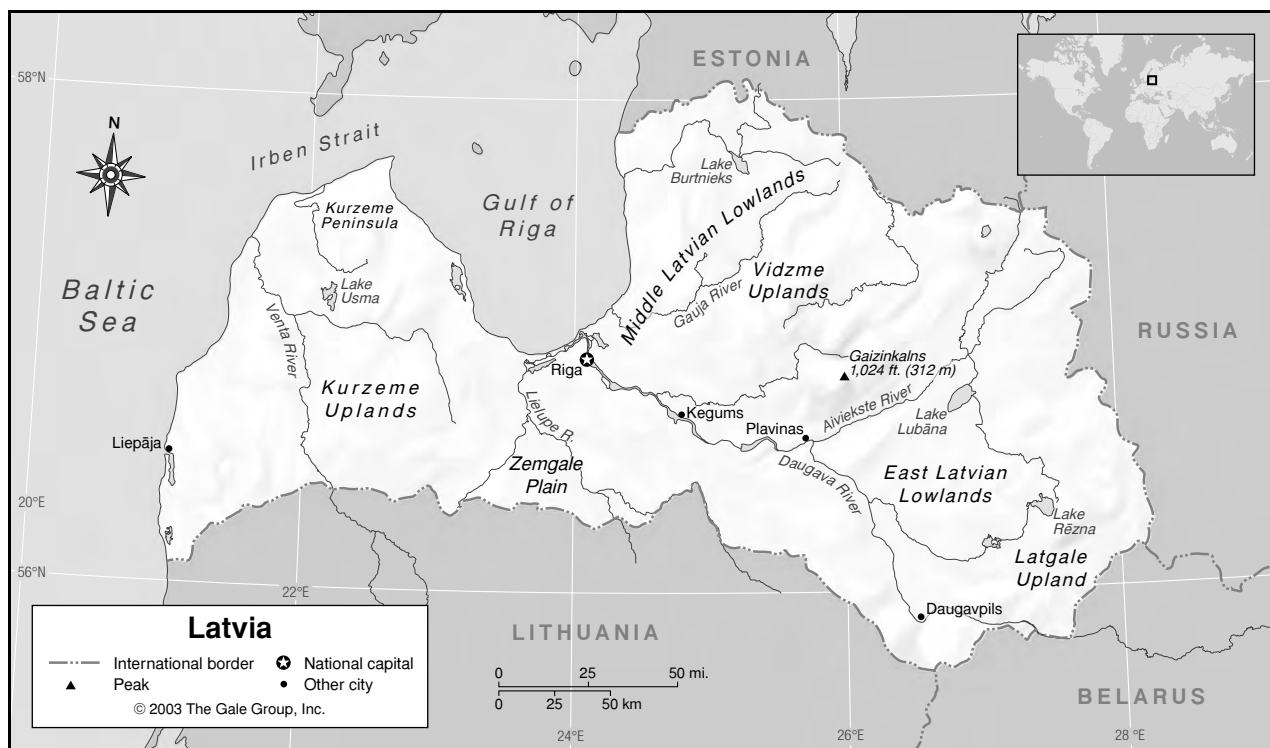 ESTONIA
58°N
N
Irben Strait
Lake
Burtnieks
Kurzeme
Peninsula
Gulf of
Riga
Middle Latvian Lowlands
Baltic
Sea
Lake
Usma
Vidzme
Uplands
Gauja River
Venta River
RUSSIA
Gaizinkalns
1,024 ft. (312 m)
Riga
Kurzeme
Uplands
Lielupe R.
Kegums
Aiviekste River
Lake
Lubāna
Plavinas
Liepāja
Zemgale
Plain
Daugava River
East Latvian
Lowlands
20°E
Lake
Rēzna
Latgale
Upland
56°N
22°E
Daugavpils
LITHUANIA
Latvia
International border
National capital
Peak
Other city
© 2003 The Gale Group, Inc.
0 25 50 mi.
0 25 50 km
BELARUS
24°E
26°E
28 °E